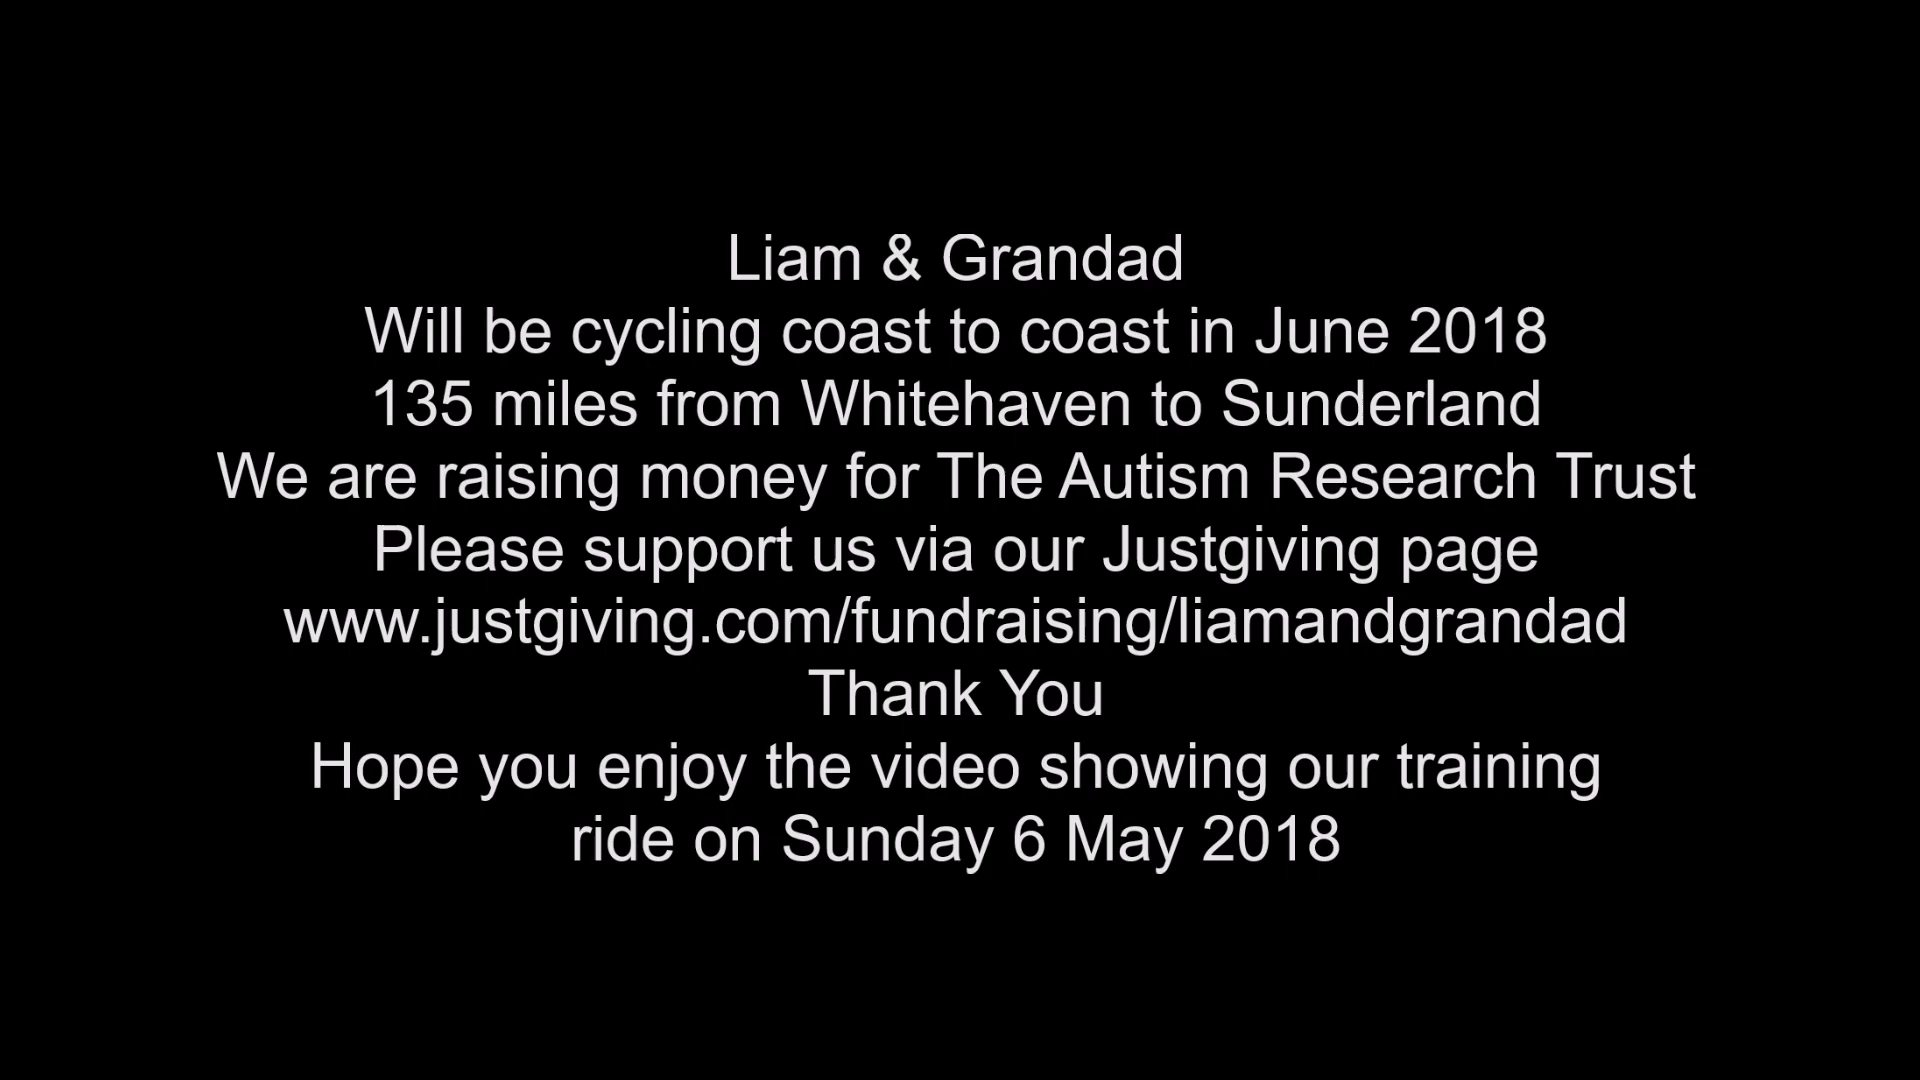 Liam & Grandad
Will be cycling coast to coast in June 2018
135 miles from Whitehaven to Sunderland
We are raising money for The Autism Research Trust
Please support us via our Justgiving page
www.justgiving.com/fundraising/liamandgrandad
Thank You
Hope you enjoy the video showing our training
ride on Sunday 6 May 2018